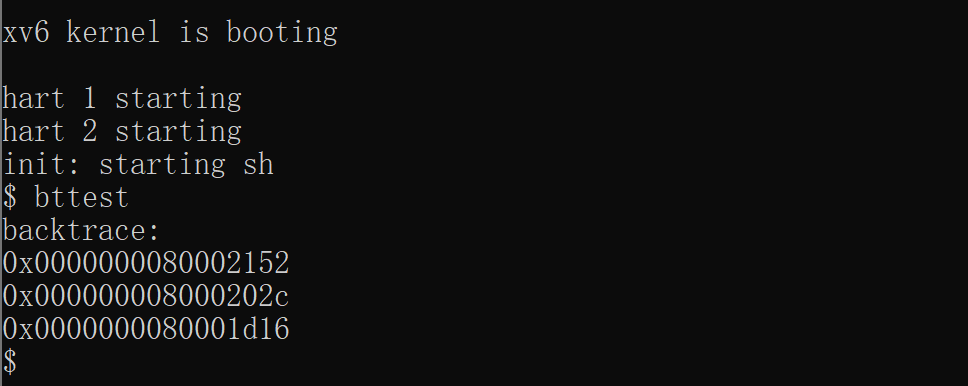 xv6 kernel is booting
hart 1 starting
hart 2 starting
init: starting sh
$ bttest
backtrace:
0x0000000080002152
0x000000008000202c
0x0000000080001d16
$